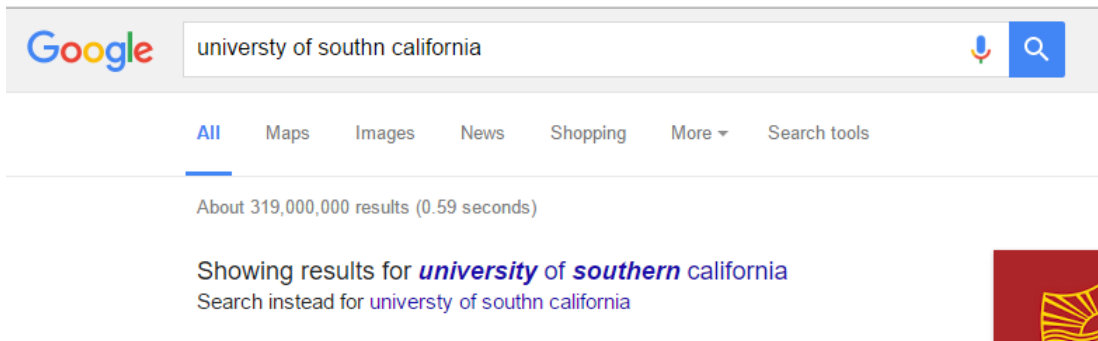 Google universty of southn california
All Maps Images News Shopping More Search tools
About 319,000,000 results (0.59 seconds)
Showing results for university of southern california
Search instead for universty of southn california